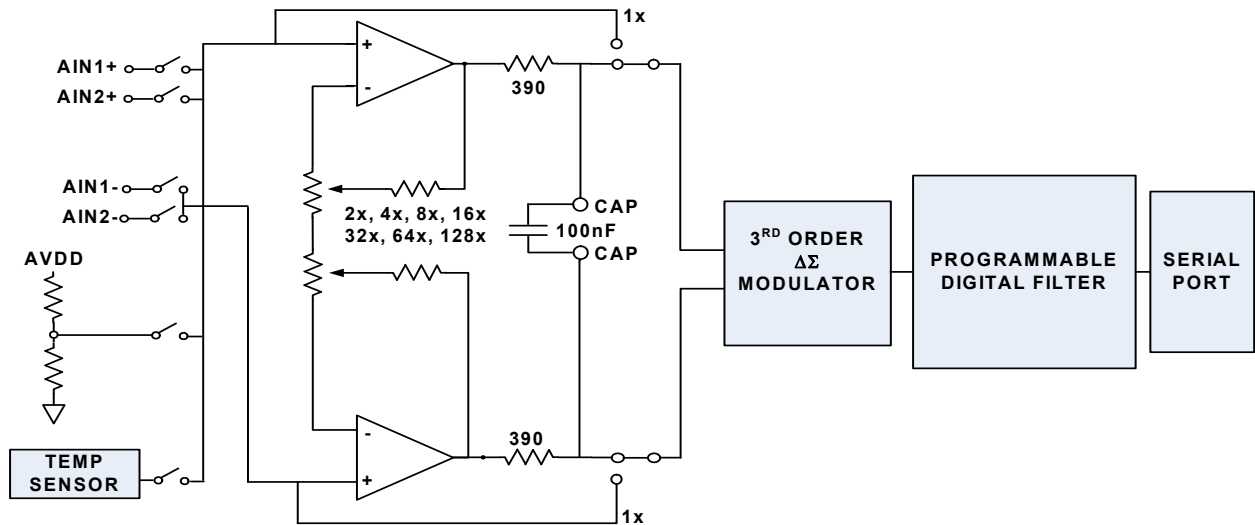 1x
AIN1+
AIN2+
390
AIN1-
AIN2-
2x, 4x, 8x, 16x
32x, 64x, 128x
CAP
100nF
CAP
AVDD
3RD ORDER
ΔΣ
MODULATOR
PROGRAMMABLE
DIGITAL FILTER
SERIAL
PORT
+
-
-
+
390
TEMP
SENSOR
1x